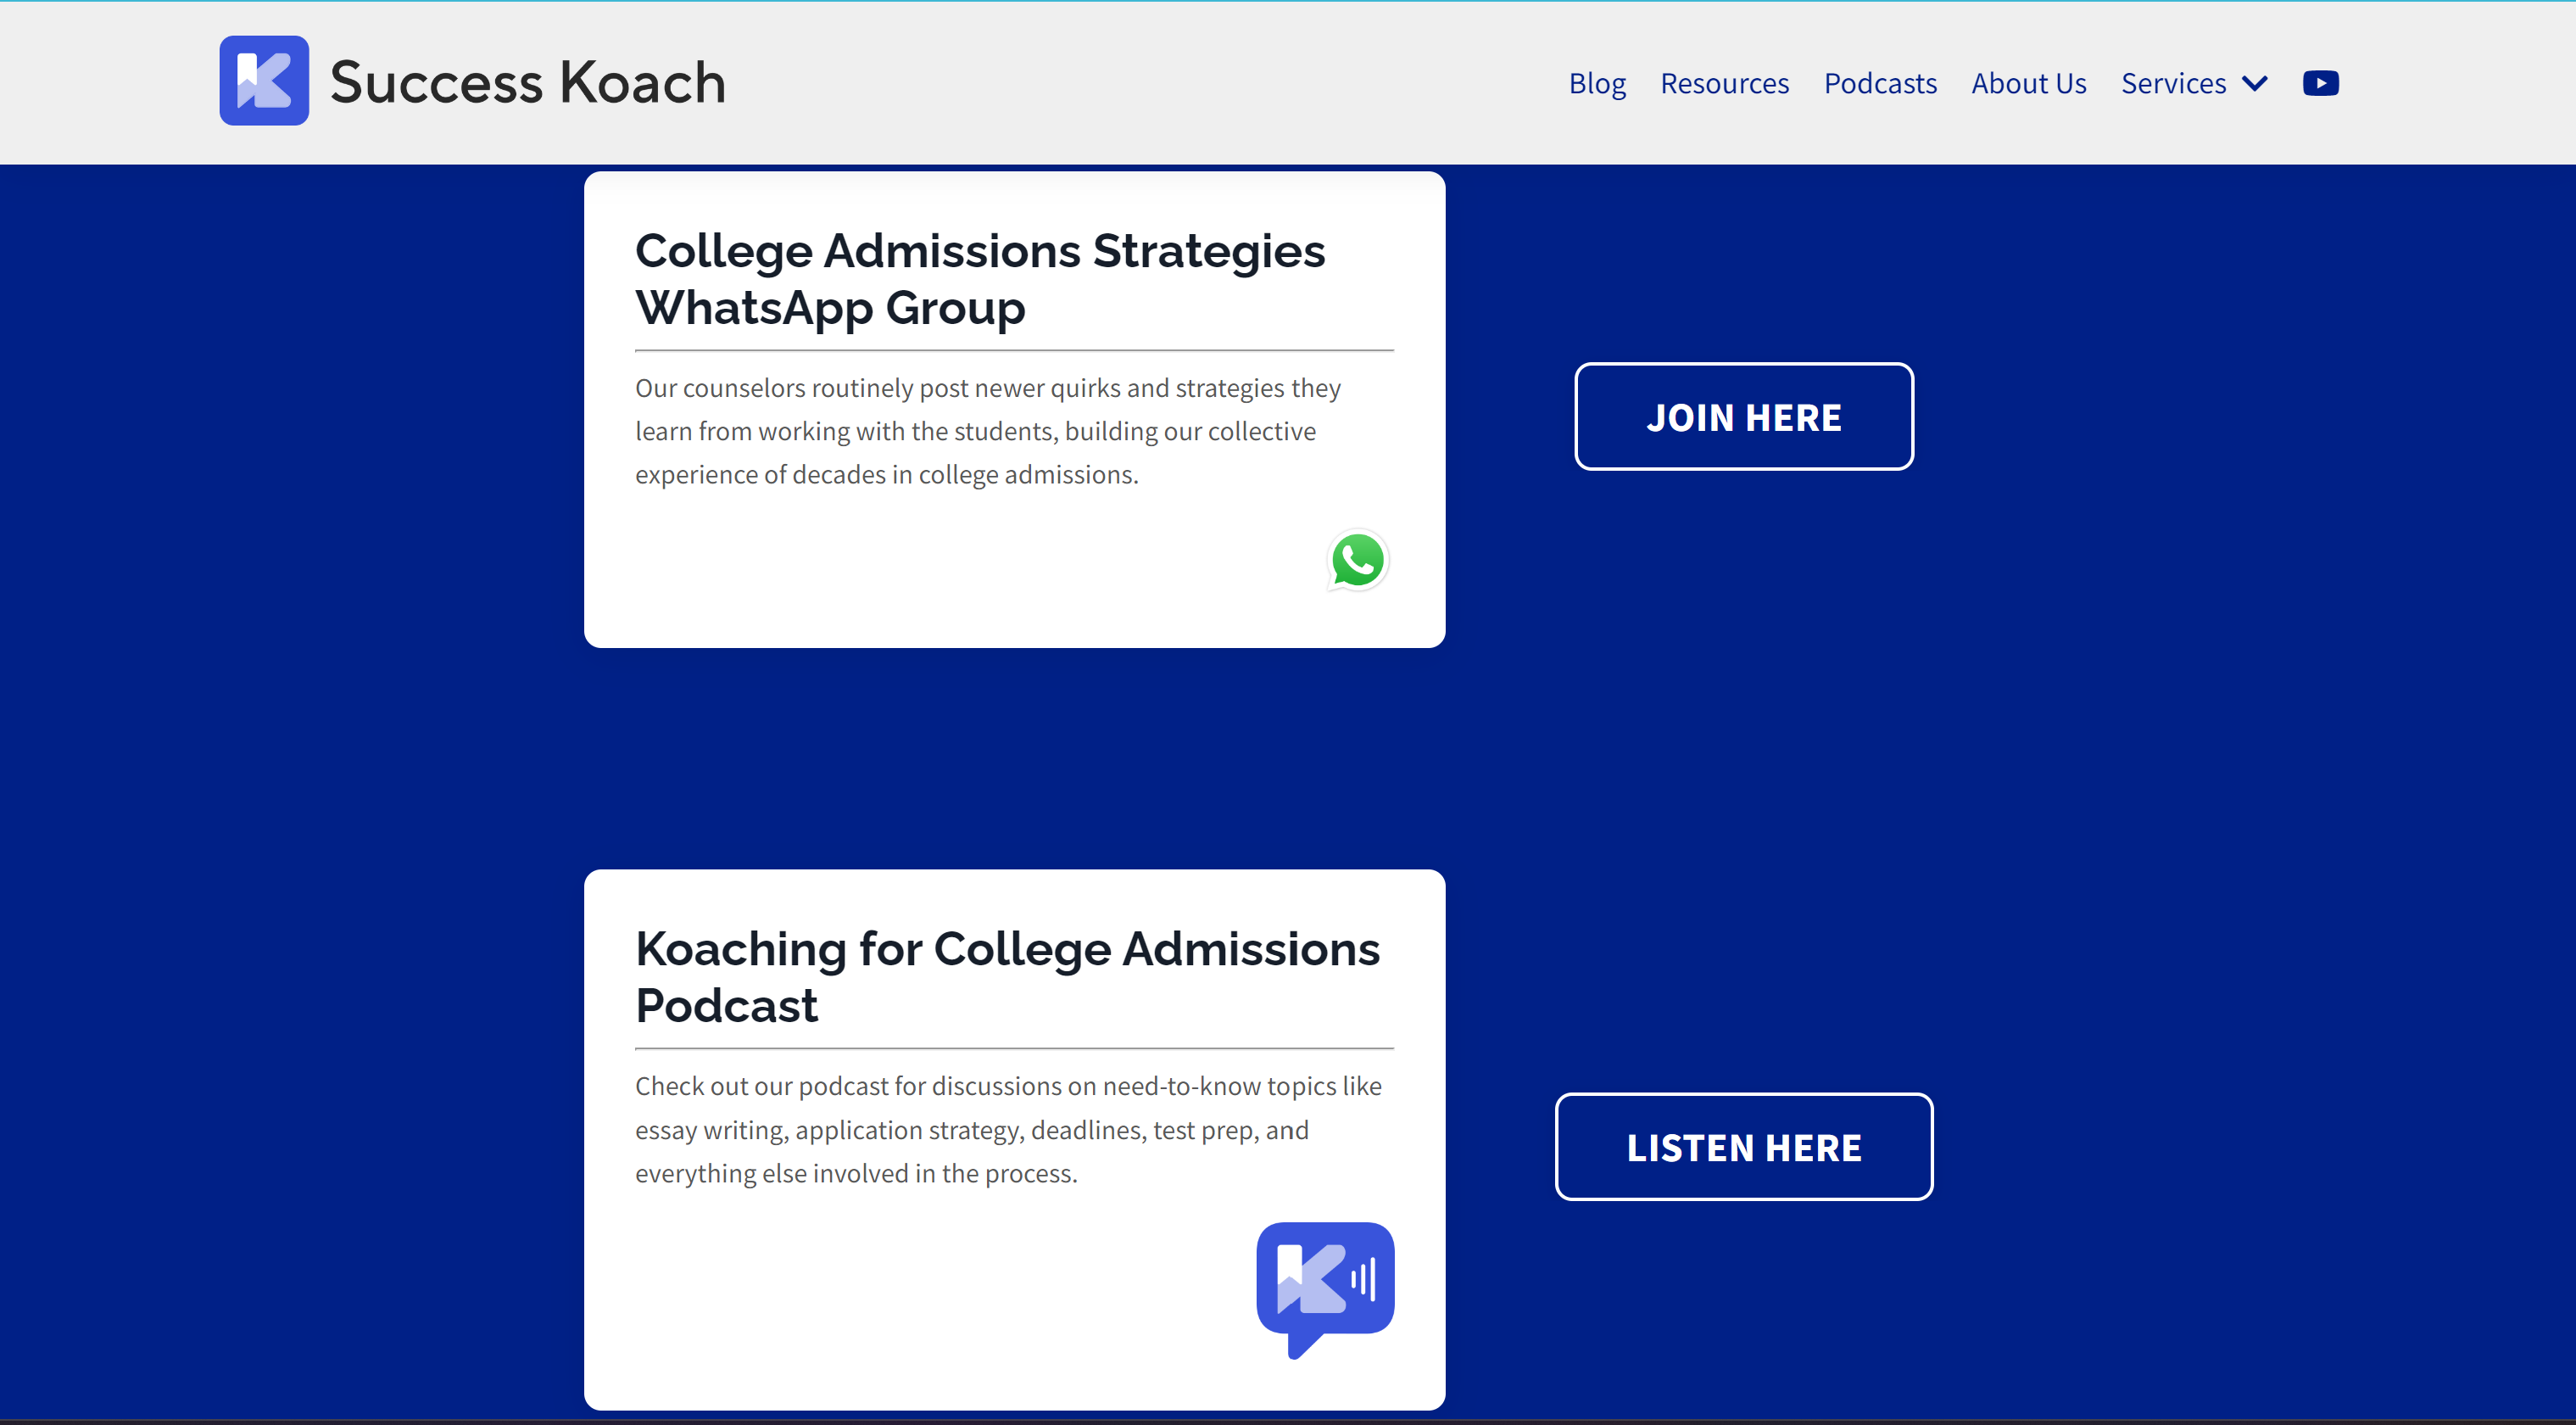 Success Koach
Blog Resources Podcasts About Us Services
College Admissions Strategies
WhatsApp Group
Our counselors routinely post newer quirks and strategies they
learn from working with the students, building our collective
experience of decades in college admissions.
JOIN HERE
Koaching for College Admissions
Podcast
Check out our podcast for discussions on need-to-know topics like
essay writing, application strategy, deadlines, test prep, and
everything else involved in the process.
LISTEN HERE